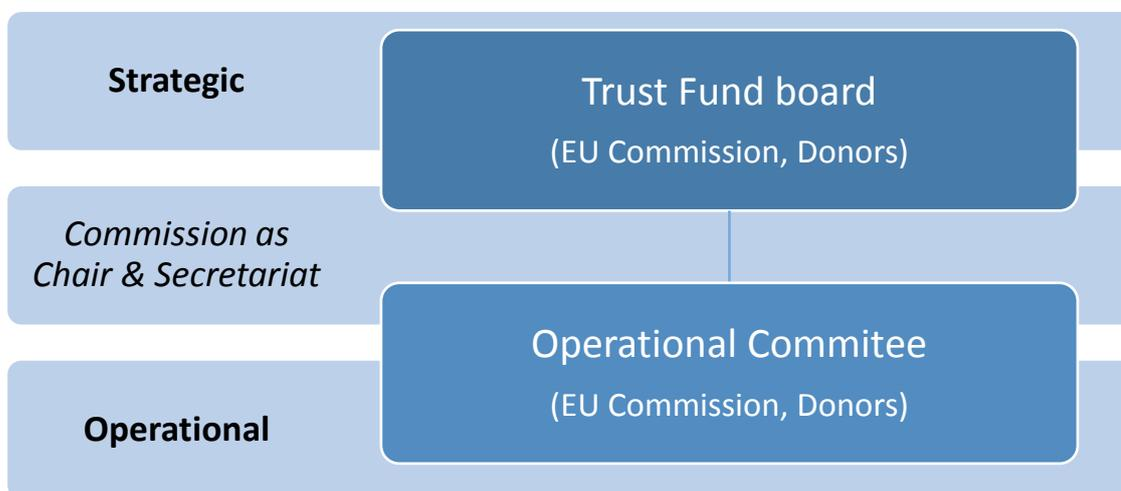 Strategic
Trust Fund board
(EU Commission, Donors)
Commission as
Chair & Secretariat
Operational Commitee
(EU Commission, Donors)
Operational